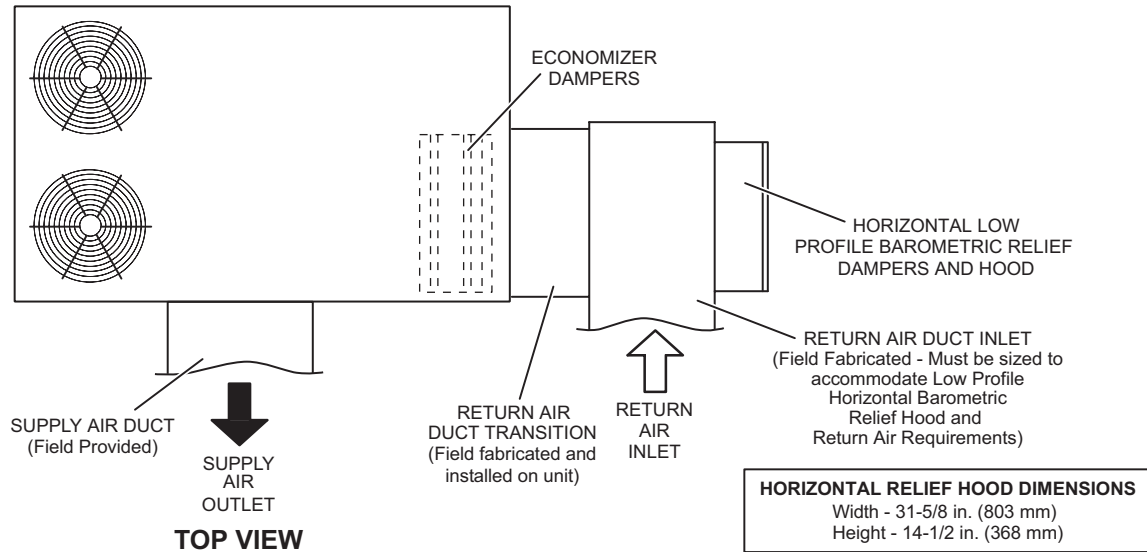 ECONOMIZER
DAMPERS
HORIZONTAL LOW
PROFILE BAROMETRIC RELIEF
DAMPERS AND HOOD
RETURN AIR DUCT INLET
(Field Fabricated - Must be sized to
accommodate Low Profile
Horizontal Barometric
Relief Hood and
Return Air Requirements)
SUPPLY AIR DUCT
(Field Provided)
SUPPLY
AIR
OUTLET
RETURN AIR
DUCT TRANSITION
(Field fabricated and
installed on unit)
RETURN
AIR
INLET
TOP VIEW
HORIZONTAL RELIEF HOOD DIMENSIONS
Width - 31-5/8 in. (803 mm)
Height - 14-1/2 in. (368 mm)